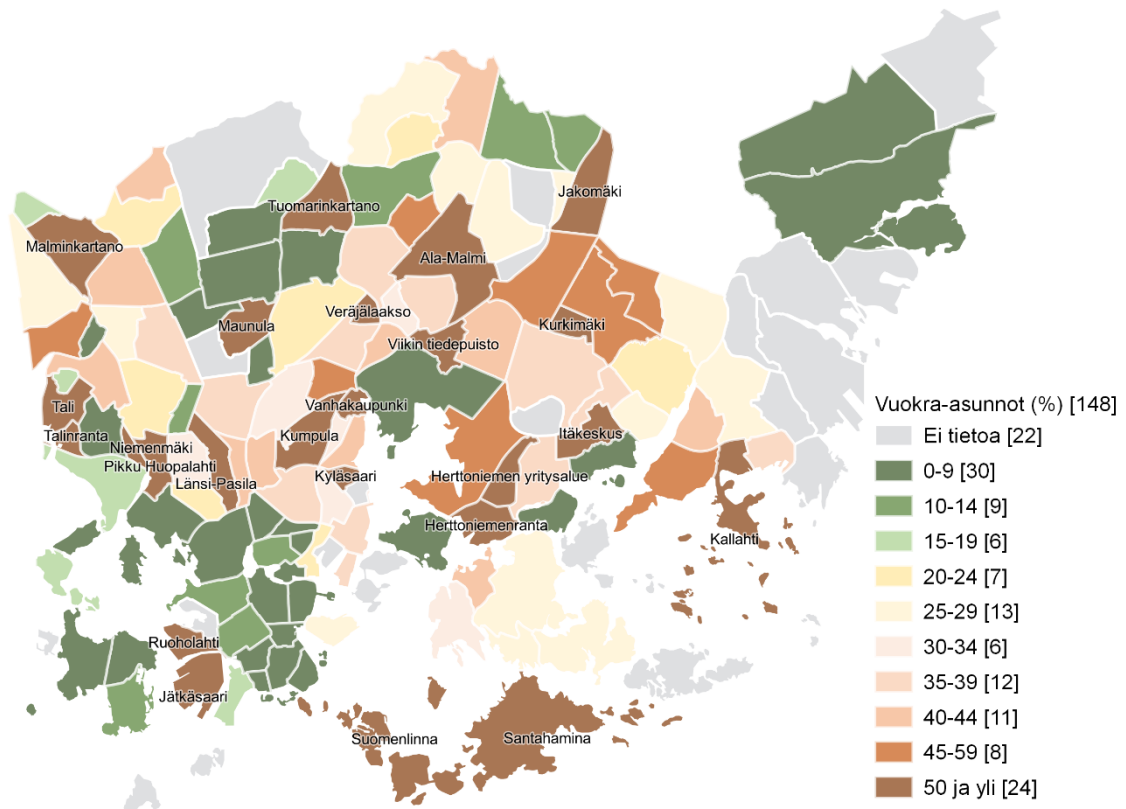 Jakomäki
Tuomarinkartano
Malminkartano
Ala-Malmi
Veräjälaakso
Maunula
Kurkimäki
Viikin tiedepuisto
Vanhakaupunki
Tali
Talinranta
Niemenmäki
Kumpula
Itäkeskus
Pikku Huopalahti
Länsi-Pasila
Kyläsaari
Herttoniemen yritysalue
Herttoniemenranta
Kallahti
Ruoholahti
Jätkäsaari
Suomenlinna
Santahamina
Vuokra-asunnot (%) [148]
Ei tietoa [22]
0-9 [30]
10-14 [9]
15-19 [6]
20-24 [7]
25-29 [13]
30-34 [6]
35-39 [12]
40-44 [11]
45-59 [8]
50 ja yli [24]